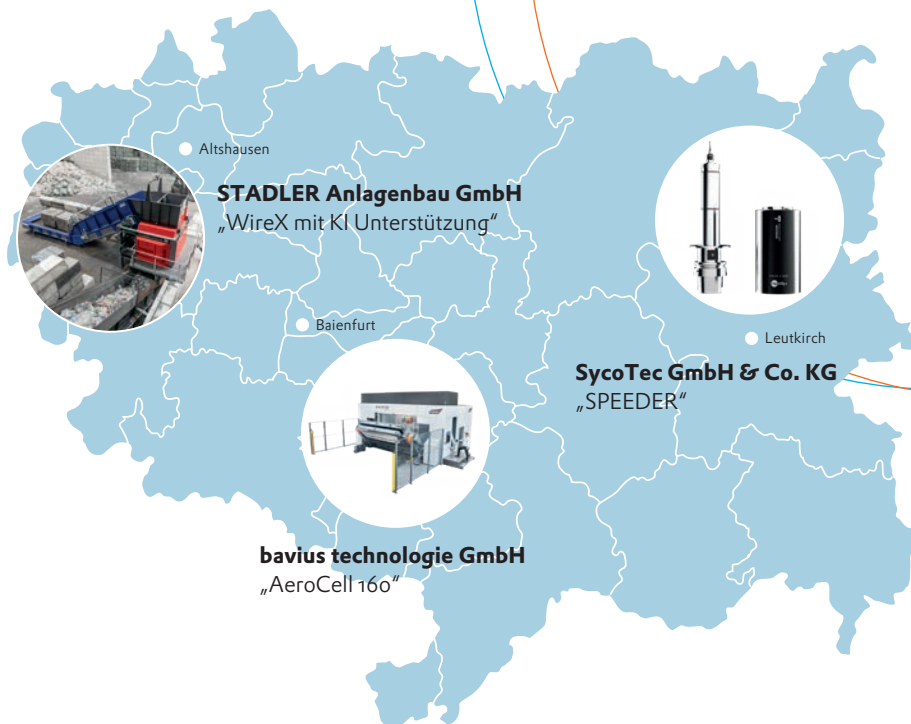 Altshausen
STADLER Anlagenbau GmbH
„WireX mit KI Unterstützung“
Baienfurt
Leutkirch
SycoTec GmbH & Co. KG
„SPEEDER“
bavius technologie GmbH
„AeroCell 160“